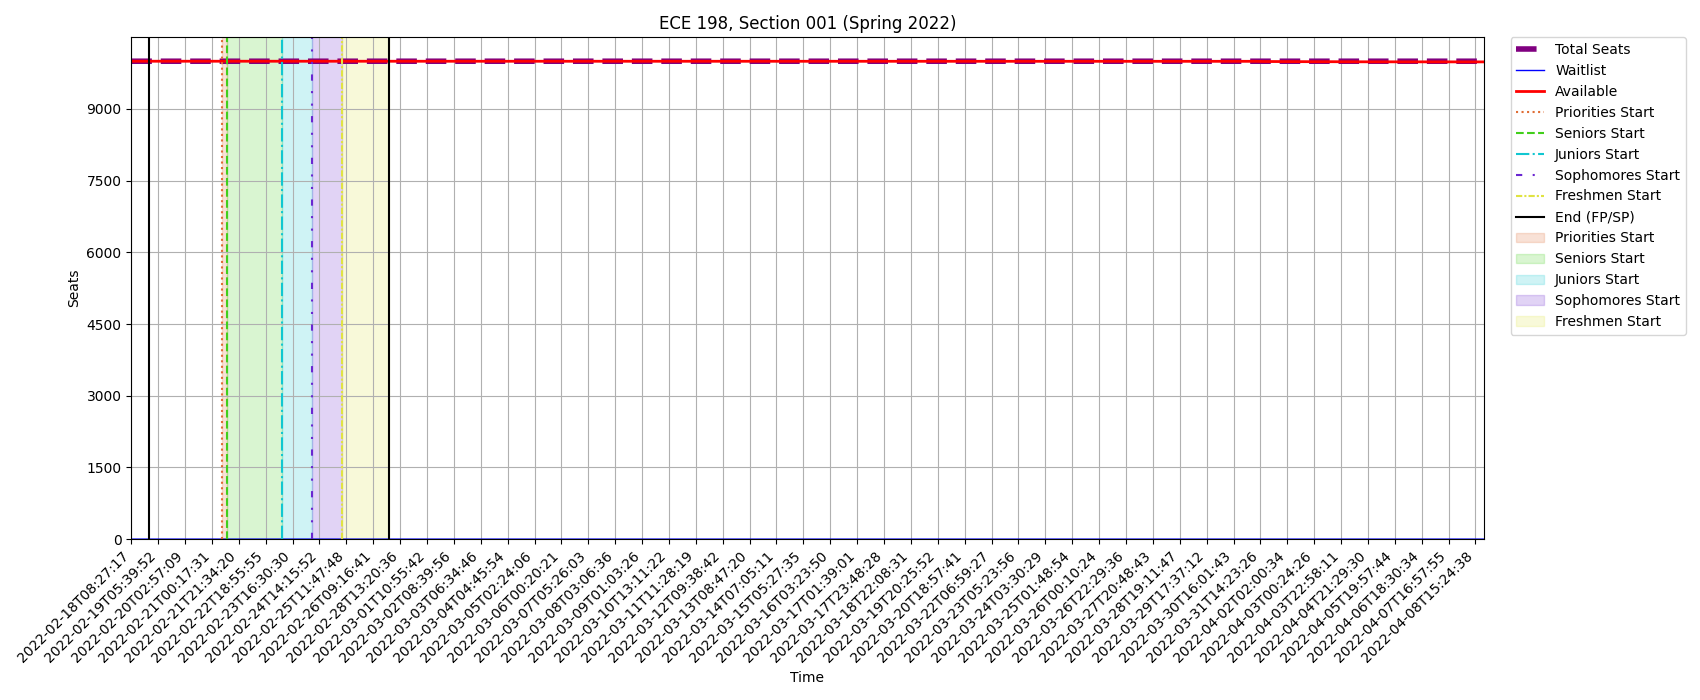 ECE 198, Section 001 (Spring 2022)
Total Seats
Waitlist
Available
Priorities Start
Seniors Start
Juniors Start
Sophomores Start
Freshmen Start
End (FP/SP)
Priorities Start
Seniors Start
Juniors Start
Sophomores Start
Freshmen Start
Seats
9000
7500
6000
4500
3000
1500
0
2022-02-18T08:27:17
2022-02-19T05:39:52
2022-02-20T02:57:09
2022-02-21T00:17:31
2022-02-21T21:34:20
2022-02-22T18:55:55
2022-02-23T16:30:30
2022-02-24T14:15:52
2022-02-25T11:47:48
2022-02-26T09:16:41
2022-02-28T13:20:36
2022-03-01T10:55:42
2022-03-02T08:39:56
2022-03-03T06:34:46
2022-03-04T04:45:54
2022-03-05T02:24:06
2022-03-06T00:20:21
2022-03-07T05:26:03
2022-03-08T03:06:36
2022-03-09T01:03:26
2022-03-10T13:11:22
2022-03-11T11:28:19
2022-03-12T09:38:42
2022-03-13T08:47:20
2022-03-14T07:05:11
2022-03-15T05:27:35
2022-03-16T03:23:50
2022-03-17T01:39:01
2022-03-17T23:48:28
2022-03-18T22:08:31
2022-03-19T20:25:52
2022-03-20T18:57:41
2022-03-22T06:59:27
2022-03-23T05:23:56
2022-03-24T03:30:29
2022-03-25T01:48:54
2022-03-26T00:10:24
2022-03-26T22:29:36
2022-03-27T20:48:43
2022-03-28T19:11:47
2022-03-29T17:37:12
2022-03-30T16:01:43
2022-03-31T14:23:26
2022-04-02T02:00:34
2022-04-03T00:24:26
2022-04-03T22:58:11
2022-04-04T21:29:30
2022-04-05T19:57:44
2022-04-06T18:30:34
2022-04-07T16:57:55
2022-04-08T15:24:38
Time